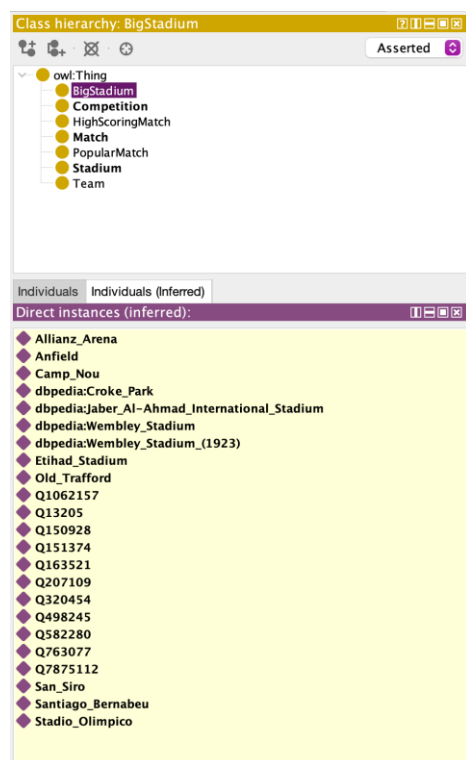 Class hierarchy: BigStadium
Asserted
owl:Thing
BigStadium
Competition
HighScoringMatch
Match
PopularMatch
Stadium
Team
Individuals Individuals (Inferred)
Direct instances (inferred):
Allianz_Arena
Anfield
Camp_Nou
dbpedia:Croke_Park
dbpedia:Jaber_Al-Ahmad_International_Stadium
dbpedia:Wembley_Stadium
dbpedia:Wembley_Stadium_(1923)
Etihad_Stadium
Old_Trafford
Q1062157
Q13205
Q150928
Q151374
Q163521
Q207109
Q320454
Q498245
Q582280
Q763077
Q7875112
San_Siro
Santiago_Bernabeu
Stadio_Olimpico